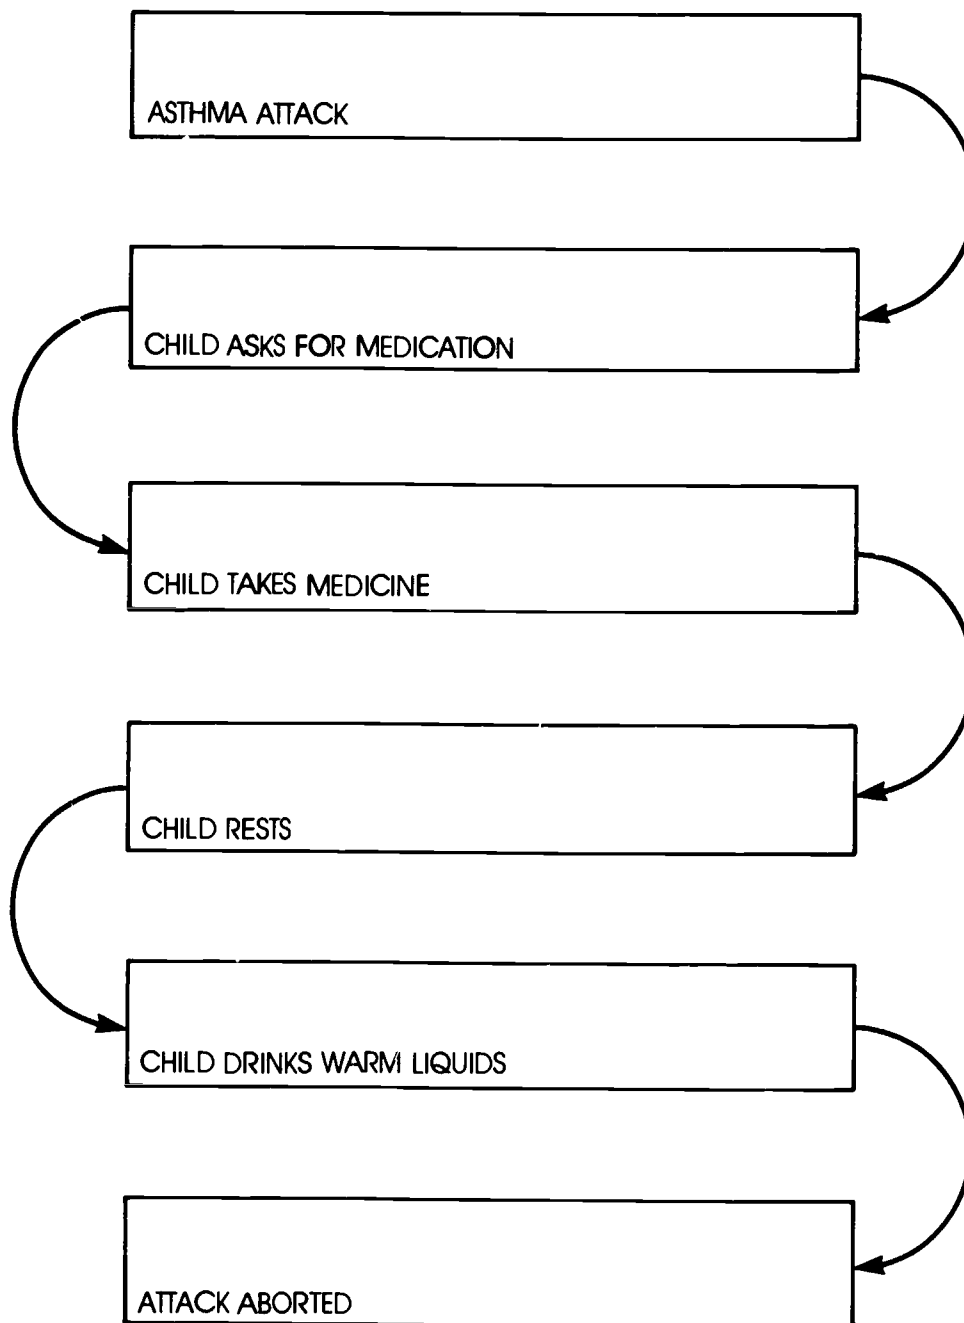 ASTHMA ATTACK
CHILD ASKS FOR MEDICATION
CHILD TAKES MEDICINE
CHILD RESTS
CHILD DRINKS WARM LIQUIDS
ATTACK ABORTED